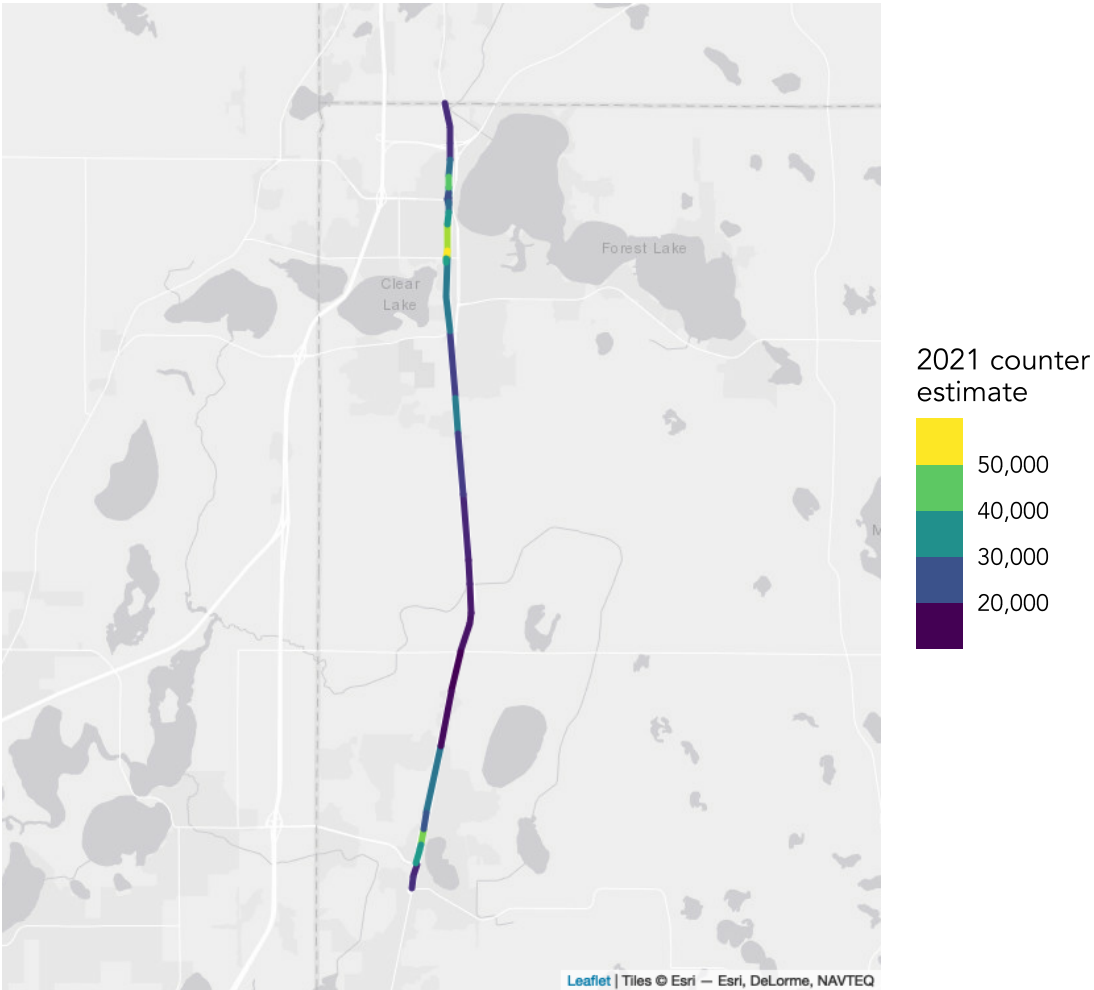 Forest Lake
Clear
Lake
M
2021 counter
estimate
50,000
40,000
30,000
20,000
Leaflet | Tiles © Esri — Esri, DeLorme, NAVTEQ